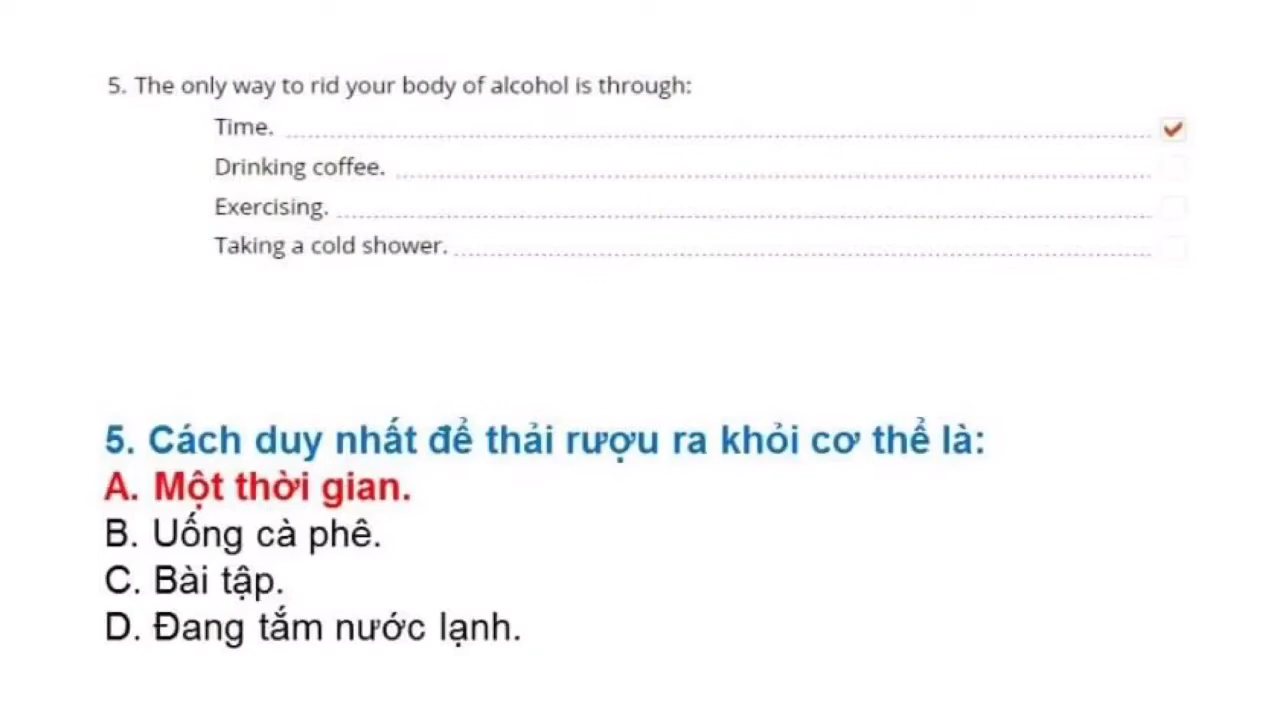 5. The only way to rid your body of alcohol is through:
Time.
Drinking coffee.
Exercising.
Taking a cold shower.
5. Cách duy nhất để thải rượu ra khỏi cơ thể là:
A. Một thời gian.
B. Uống cà phê.
C. Bài tập.
D. Đang tắm nước lạnh.